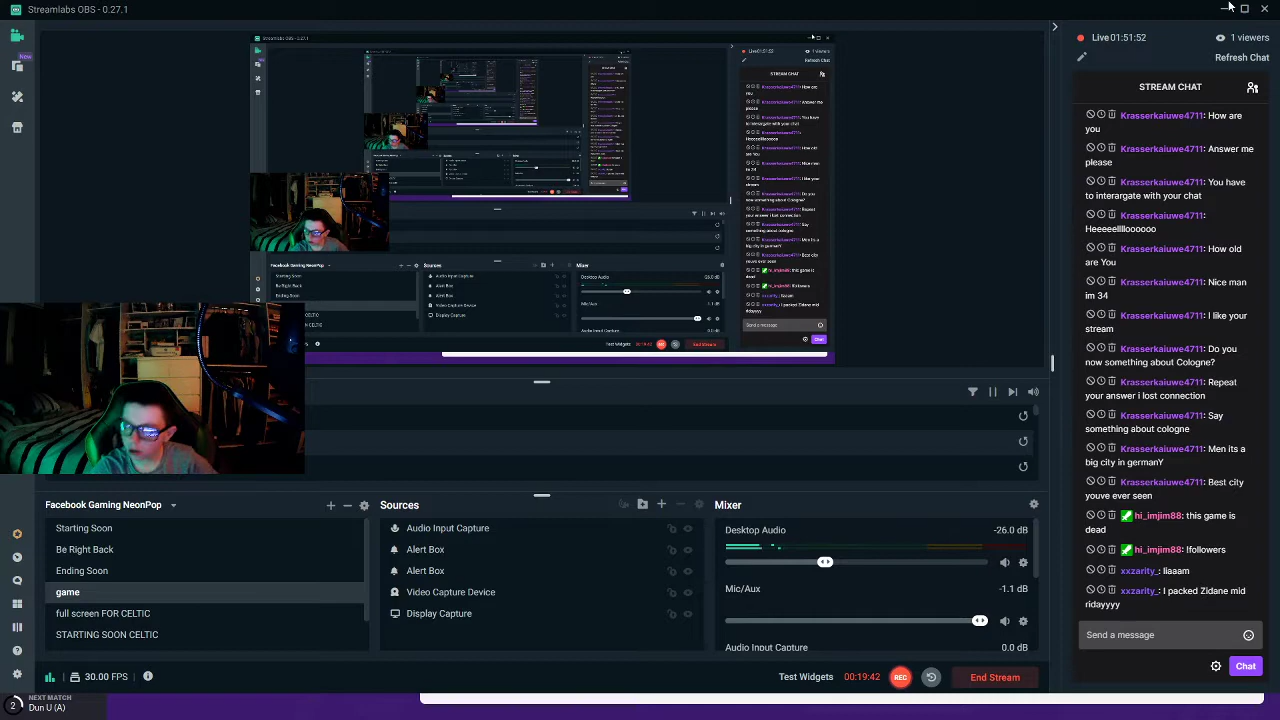 Streamlabs OBS - 0.27.1
Live 01:51:52
1 viewers
Refresh Chat
STREAM CHAT
Krasserkaiuwe4711: How are
you
Krasserkaiuwe4711: Answer me
please
Krasserkaiuwe4711: You have
to intergarate with your chat
Krasserkaiuwe4711:
Heeeellllooooo
Krasserkaiuwe4711: How old
are You
Krasserkaiuwe4711: Nice man
im 34
Krasserkaiuwe4711: I like your
stream
Krasserkaiuwe4711: Do you
now something about Cologne?
Krasserkaiuwe4711: Repeat
your answer i lost connection
Krasserkaiuwe4711: Say
something about cologne
Krasserkaiuwe4711: Men its a
big city in germanY
Krasserkaiuwe4711: Best city
youve ever seen
hi_imjim88: this game is
dead
hi_imjim88: !followers
xxzarity_: liaaam
xxzarity_: I packed Zidane mid
ridayyyy
Send a message
Chat
New
Facebook Gaming NeonPop
Starting Soon
Be Right Back
Ending Soon
game
full screen FOR CELTIC
STARTING SOON CELTIC
Sources
Audio Input Capture
Alert Box
Alert Box
Video Capture Device
Display Capture
Mixer
Desktop Audio
-26.0 dB
Mic/Aux
-1.1 dB
Audio Input Capture
0.0 dB
30.00 FPS
Test Widgets
00:19:42
REC
End Stream
NEXT MATCH
2
Dun U (A)